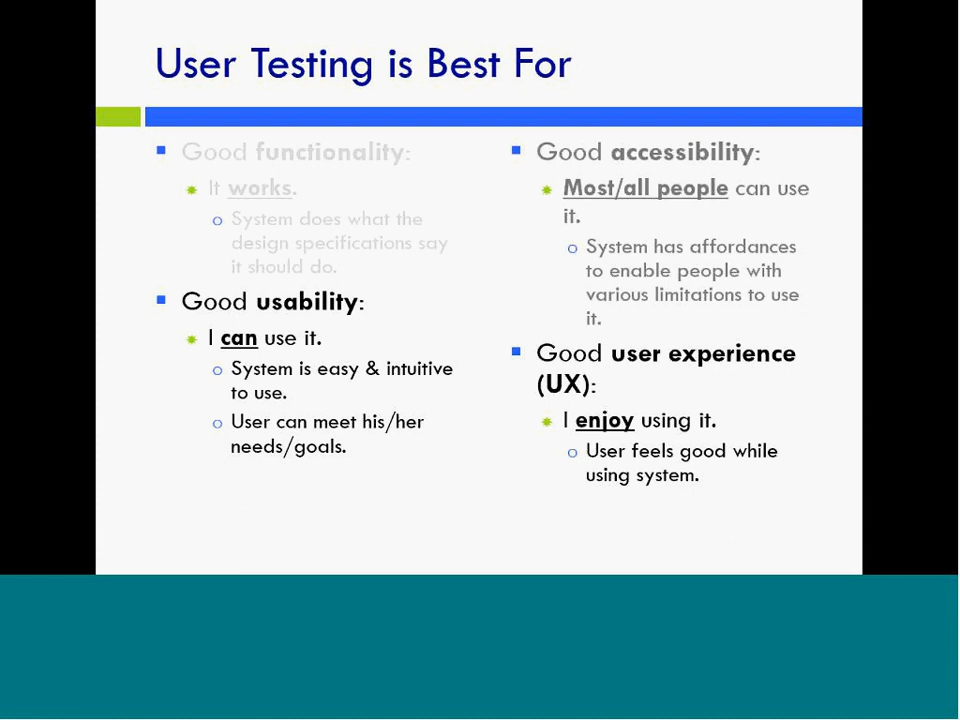 User Testing is Best For
Good functionality:
It works.
System does what the
design specifications say
it should do.
Good usability:
I can use it.
System is easy & intuitive
to use.
User can meet his/her
needs/goals.
Good accessibility:
Most/all people can use
it.
System has affordances
to enable people with
various limitations to use
it.
Good user experience
(UX):
I enjoy using it.
User feels good while
using system.